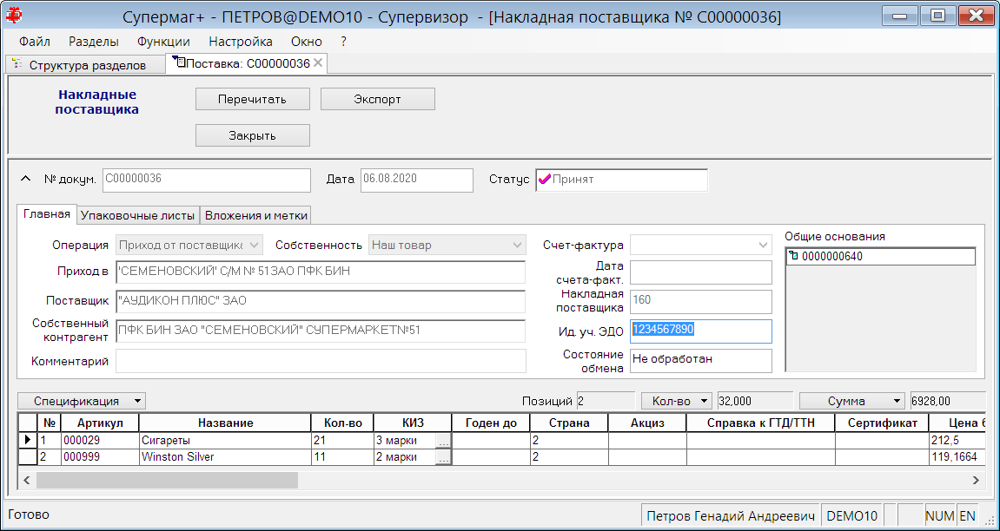 Супермаг+ - ПЕТРОВ@DEMO10 - Супервизор - [Накладная поставщика № С00000036]
Файл Разделы Функции Настройка Окно ?
Структура разделов Поставка: С00000036
Накладные поставщика
Перечитать Экспорт
Закрыть
№ докум. С00000036 Дата 06.08.2020 Статус Принят
Главная Упаковочные листы Вложения и метки
Операция Приход от поставщика Собственность Наш товар
Приход в 'СЕМЕНОВСКИЙ' С/М № 51ЗАО ПФК БИН
Поставщик "АУДИКОН ПЛЮС" ЗАО
Собственный контрагент ПФК БИН ЗАО "СЕМЕНОВСКИЙ" СУПЕРМАРКЕТ№51
Комментарий
Счет-фактура
Дата счета-факт.
Накладная поставщика 160
Ид. уч. ЭДО 1234567890
Состояние обмена Не обработан
Общие основания
0000000640
Спецификация Позиций 2 Кол-во 32,000 Сумма 6928,00
№ Артикул Название Кол-во КИЗ Годен до Страна Акциз Справка к ГТД/ТТН Сертификат Цена
1 000029 Сигареты 21 3 марки ... 2 212,5
2 000999 Winston Silver 11 2 марки ... 2 119,1664
Готово Петров Генадий Андреевич DEMO10 NUM EN